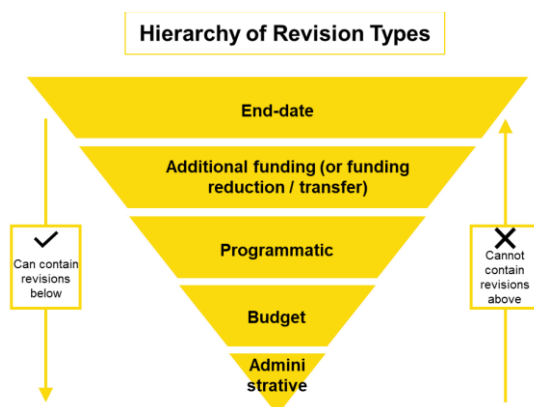 Hierarchy of Revision Types
End-date
Additional funding (or funding
reduction / transfer)
Programmatic
Budget
Admini
strative
Can contain
revisions
below
Cannot
contain
revisions
above